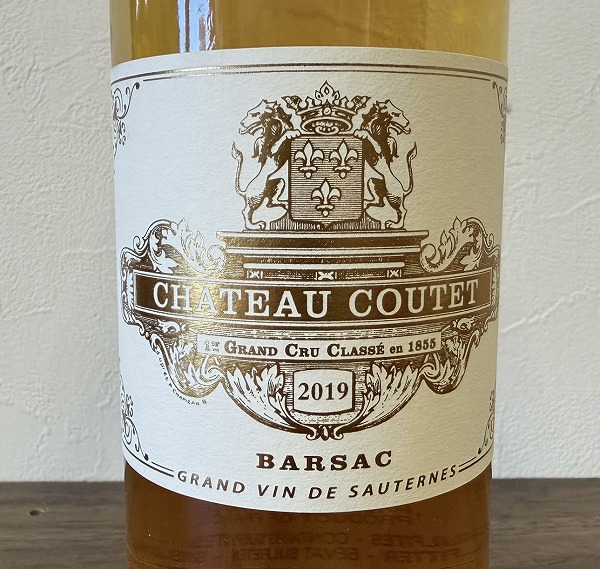 CHATEAU COUTET
1er GRAND CRU CLASSÉ en 1855
2019
BARSAC
GRAND VIN DE SAUTERNES